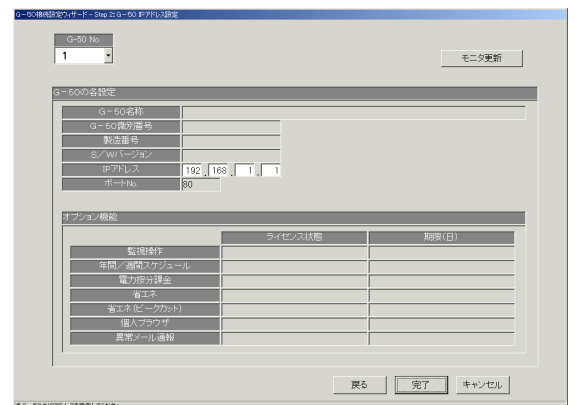 G-50接続設定ウィザード - Step 2: G-50 IPアドレス設定
G-50 No.
1
モニタ更新
G-50の各設定
G-50名称
G-50識別番号
製造番号
S/Wバージョン
IPアドレス 192 . 168 . 1 . 1
ポートNo. 80
オプション機能
ライセンス状態 期限(日)
監視操作
年間/週間スケジュール
電力按分課金
省エネ
省エネ(ピークカット)
個人ブラウザ
異常メール通報
戻る 完了 キャンセル